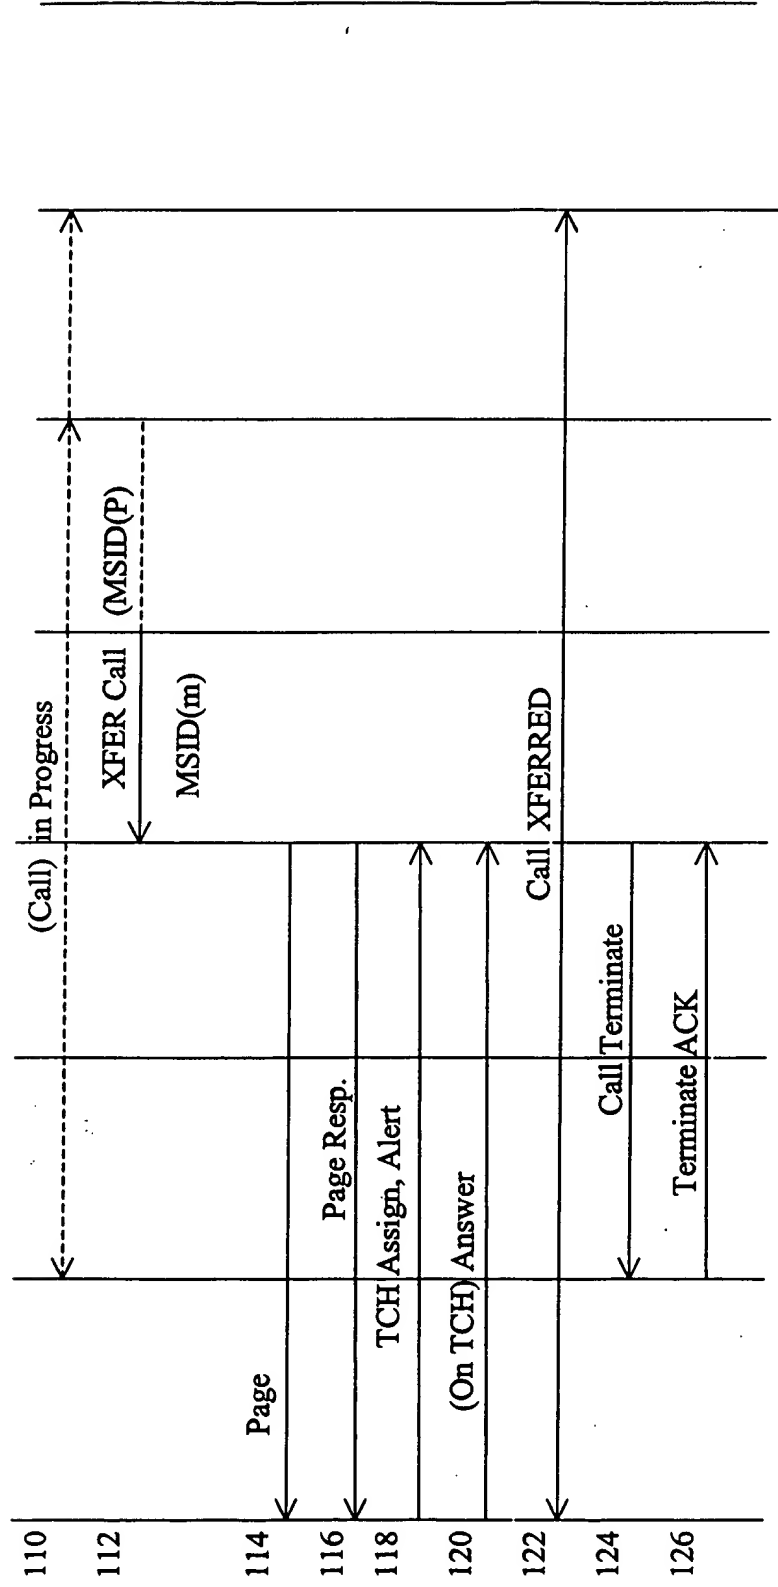 110 (Call) in Progress
112 XFER Call (MSID(P)
MSID(m)
114 Page
116 Page Resp.
118 TCH Assign, Alert
120 (On TCH) Answer
122 Call XFERRED
124 Call Terminate
126 Terminate ACK